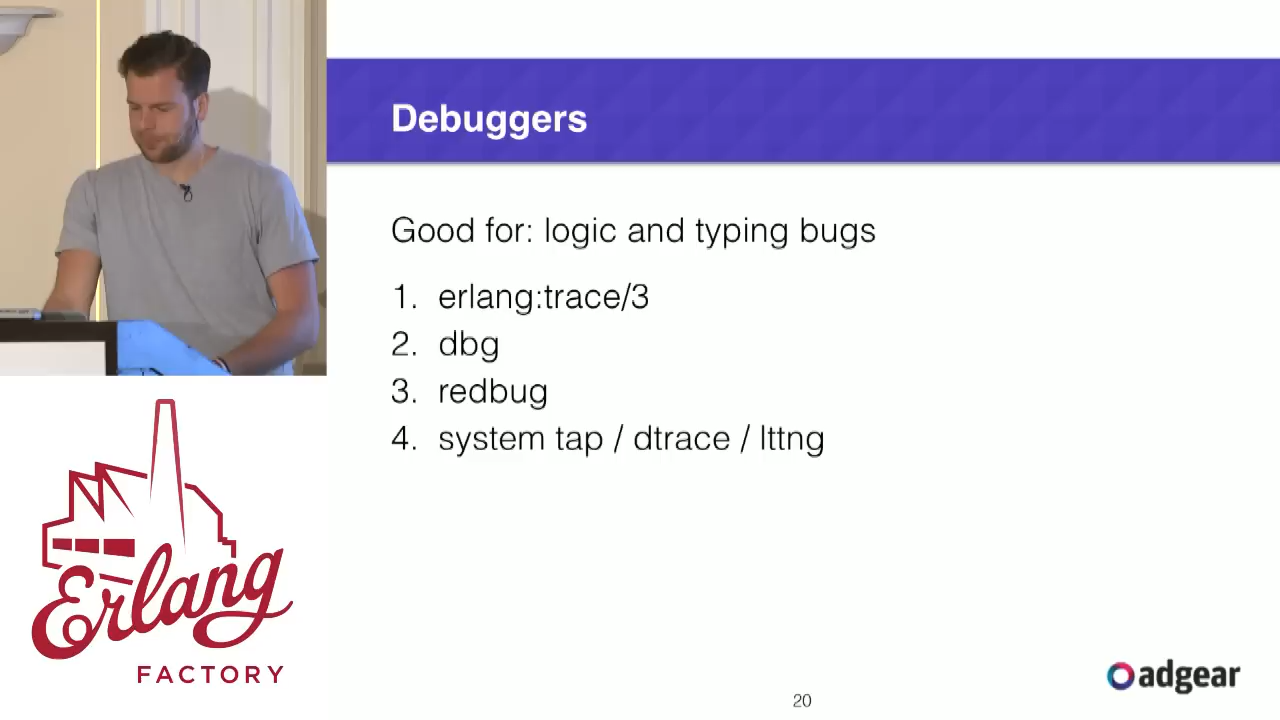 Debuggers
Good for: logic and typing bugs
1. erlang:trace/3
2. dbg
3. redbug
4. system tap / dtrace / lttng
Erlang
FACTORY
adgear
20